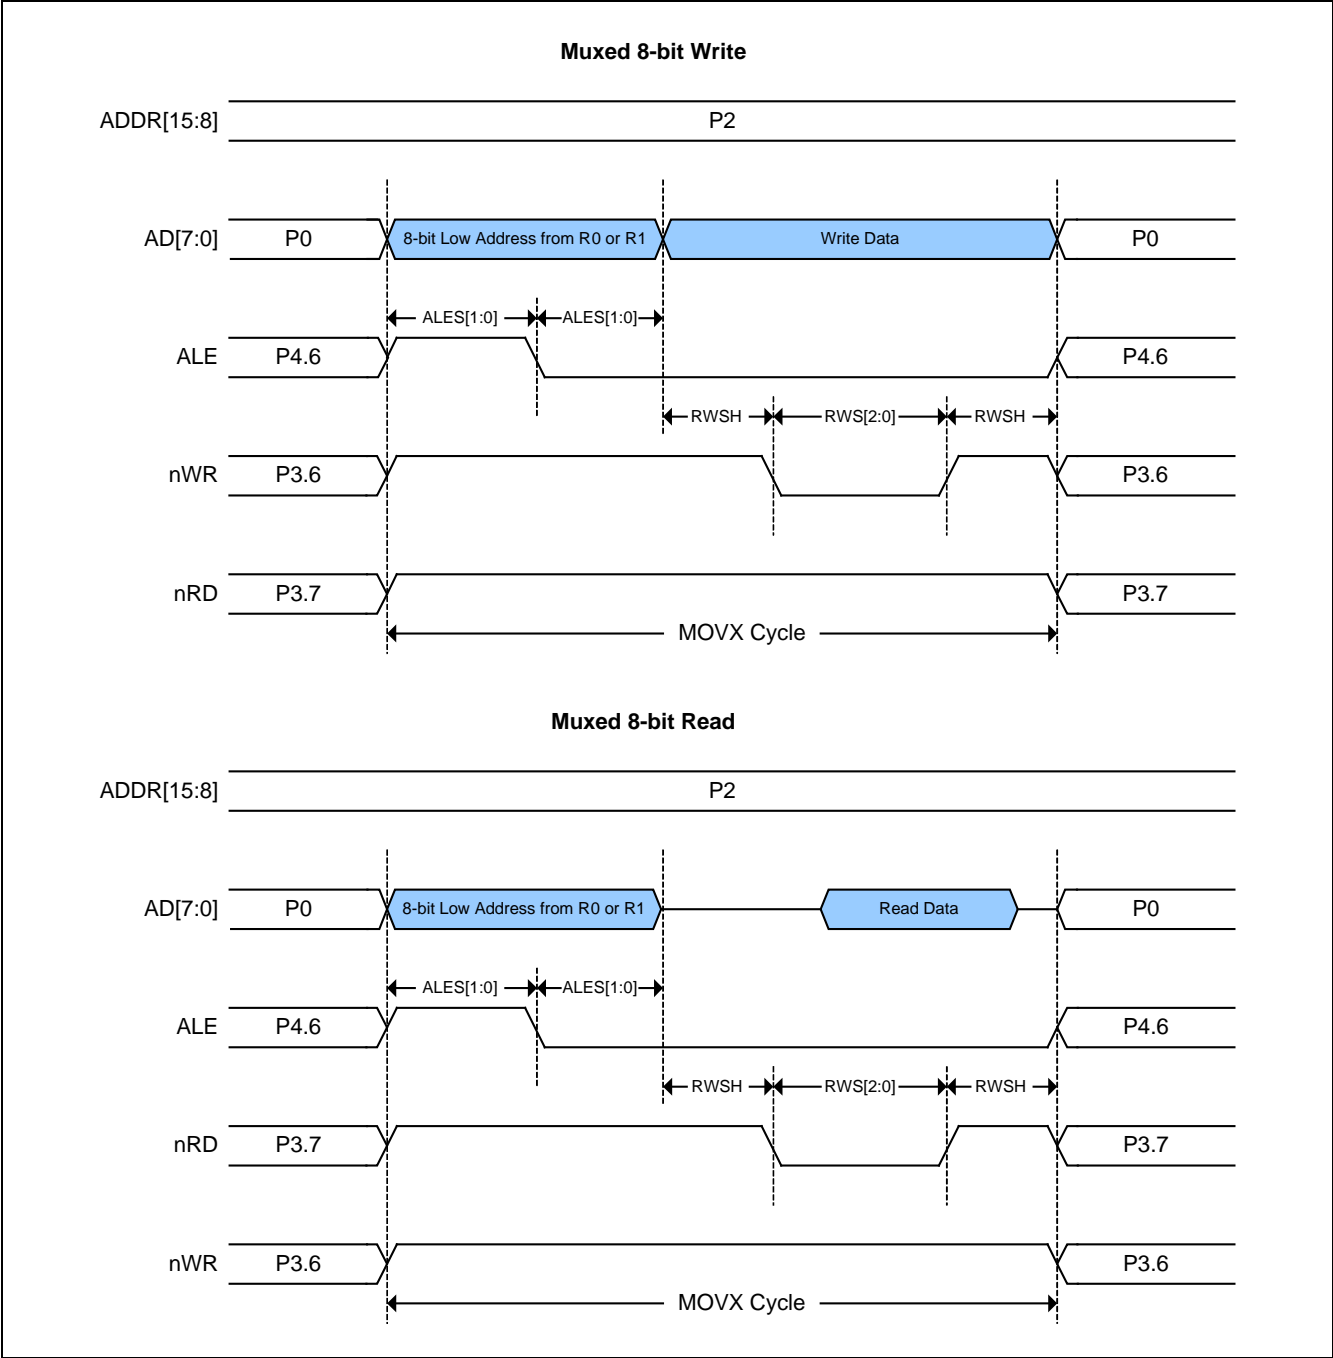 Muxed 8-bit Write
ADDR[15:8] P2
AD[7:0] P0 8-bit Low Address from R0 or R1 Write Data P0
ALES[1:0] ALES[1:0]
ALE P4.6 P4.6
RWSH RWS[2:0] RWSH
nWR P3.6 P3.6
nRD P3.7 P3.7
MOVX Cycle
Muxed 8-bit Read
ADDR[15:8] P2
AD[7:0] P0 8-bit Low Address from R0 or R1 Read Data P0
ALES[1:0] ALES[1:0]
ALE P4.6 P4.6
RWSH RWS[2:0] RWSH
nRD P3.7 P3.7
nWR P3.6 P3.6
MOVX Cycle